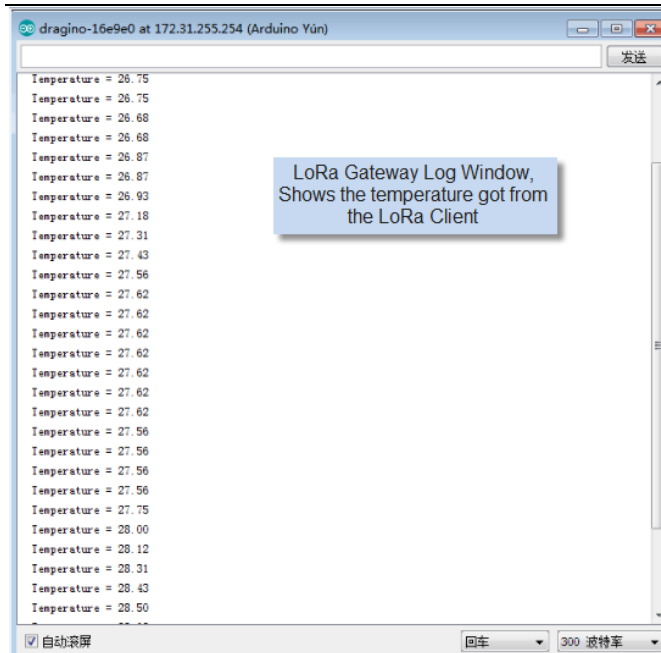 dragino-16e9e0 at 172.31.255.254 (Arduino Yún)
发送
Temperature = 26.75
Temperature = 26.75
Temperature = 26.68
Temperature = 26.68
Temperature = 26.87
Temperature = 26.87
Temperature = 26.93
Temperature = 27.18
Temperature = 27.31
Temperature = 27.43
Temperature = 27.56
Temperature = 27.62
Temperature = 27.62
Temperature = 27.62
Temperature = 27.62
Temperature = 27.62
Temperature = 27.62
Temperature = 27.62
Temperature = 27.56
Temperature = 27.56
Temperature = 27.56
Temperature = 27.56
Temperature = 27.75
Temperature = 28.00
Temperature = 28.12
Temperature = 28.31
Temperature = 28.43
Temperature = 28.50
LoRa Gateway Log Window,
Shows the temperature got from
the LoRa Client
自动滚屏
回车
300 波特率